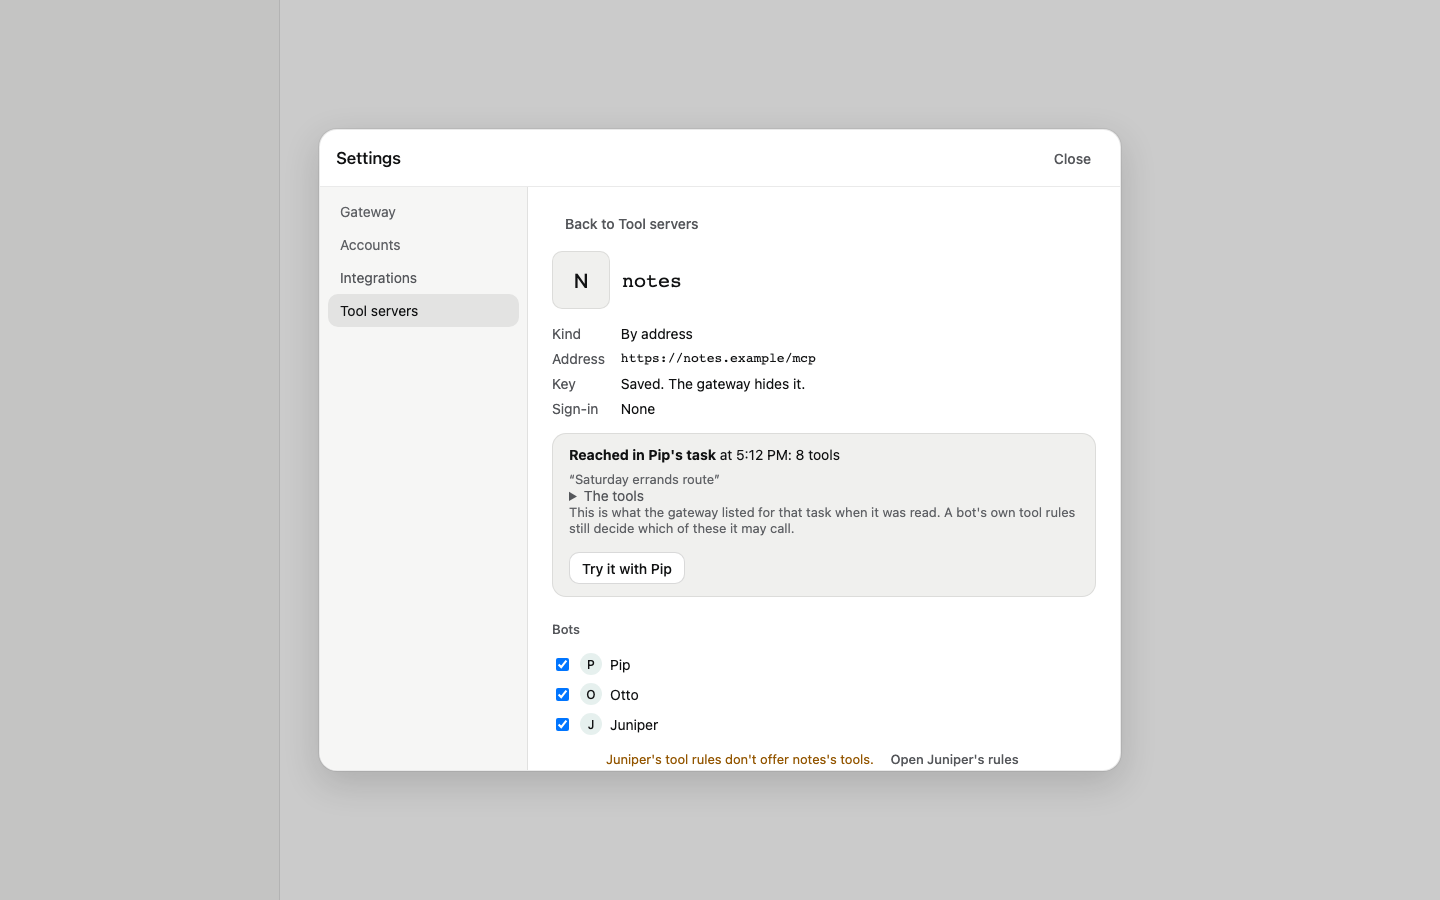 Settings
Close
Gateway
Accounts
Integrations
Tool servers
Back to Tool servers
N
notes
Kind By address
Address https://notes.example/mcp
Key Saved. The gateway hides it.
Sign-in None
Reached in Pip's task at 5:12 PM: 8 tools
“Saturday errands route”
The tools
This is what the gateway listed for that task when it was read. A bot's own tool rules
still decide which of these it may call.
Try it with Pip
Bots
P Pip
O Otto
J Juniper
Juniper's tool rules don't offer notes's tools. Open Juniper's rules